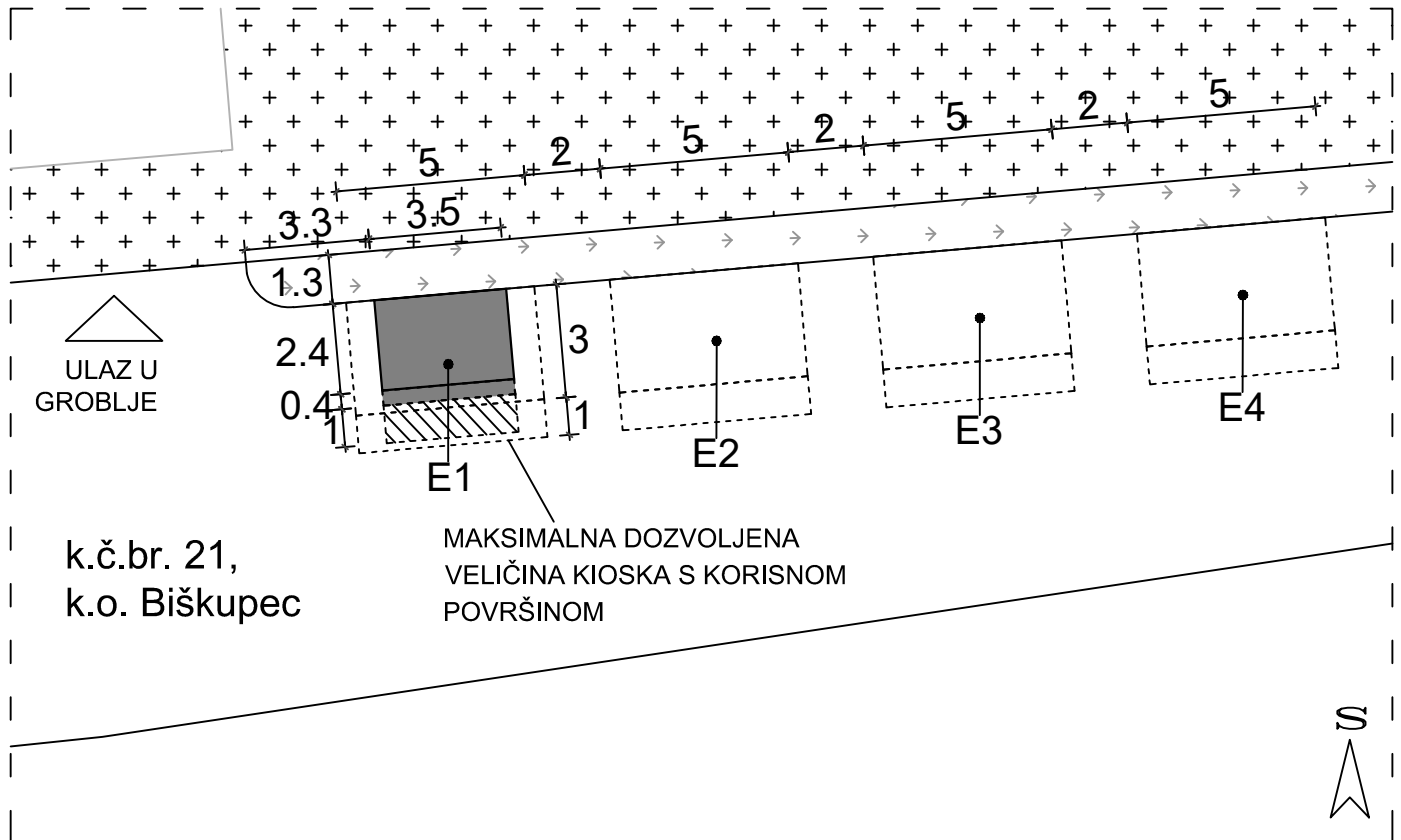 5
2
5
2
5
2
5
3.3
3.5
1.3
2.4
0.4
1
3
1
ULAZ U
GROBLJE
E1
E2
E3
E4
MAKSIMALNA DOZVOLJENA
VELIČINA KIOSKA S KORISNOM
POVRŠINOM
k.č.br. 21,
k.o. Biškupec
S